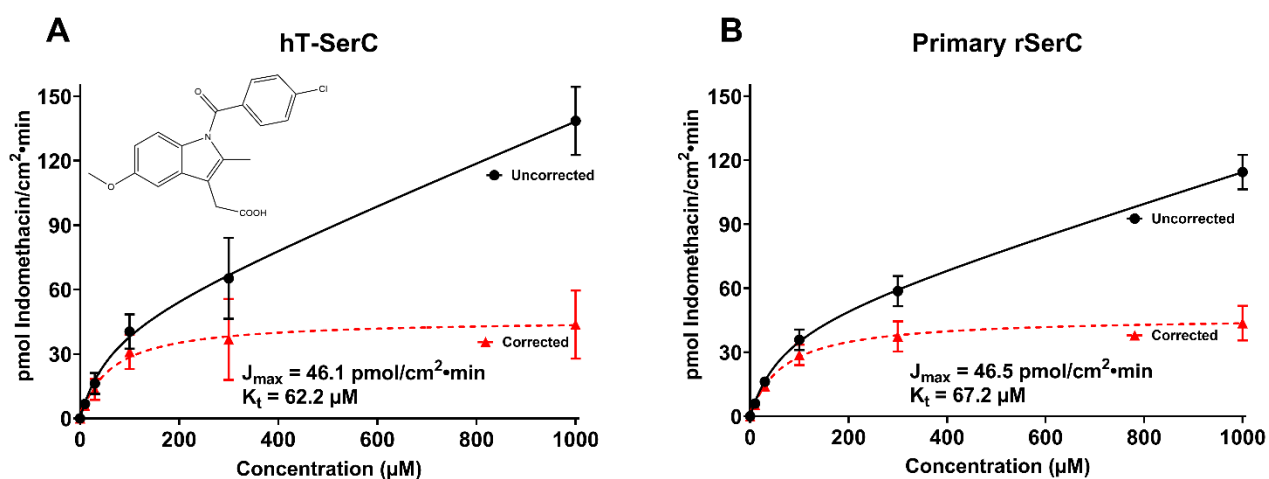 A
hT-SerC
pmol Indomethacin/cm²•min
150
120
90
60
30
0
O
Cl
N
O
COOH
Uncorrected
Corrected
Jmax = 46.1 pmol/cm²•min
Kt = 62.2 µM
0
200
400
600
800
1000
Concentration (µM)
B
Primary rSerC
pmol Indomethacin/cm²•min
150
120
90
60
30
0
Uncorrected
Corrected
Jmax = 46.5 pmol/cm²•min
Kt = 67.2 µM
0
200
400
600
800
1000
Concentration (µM)